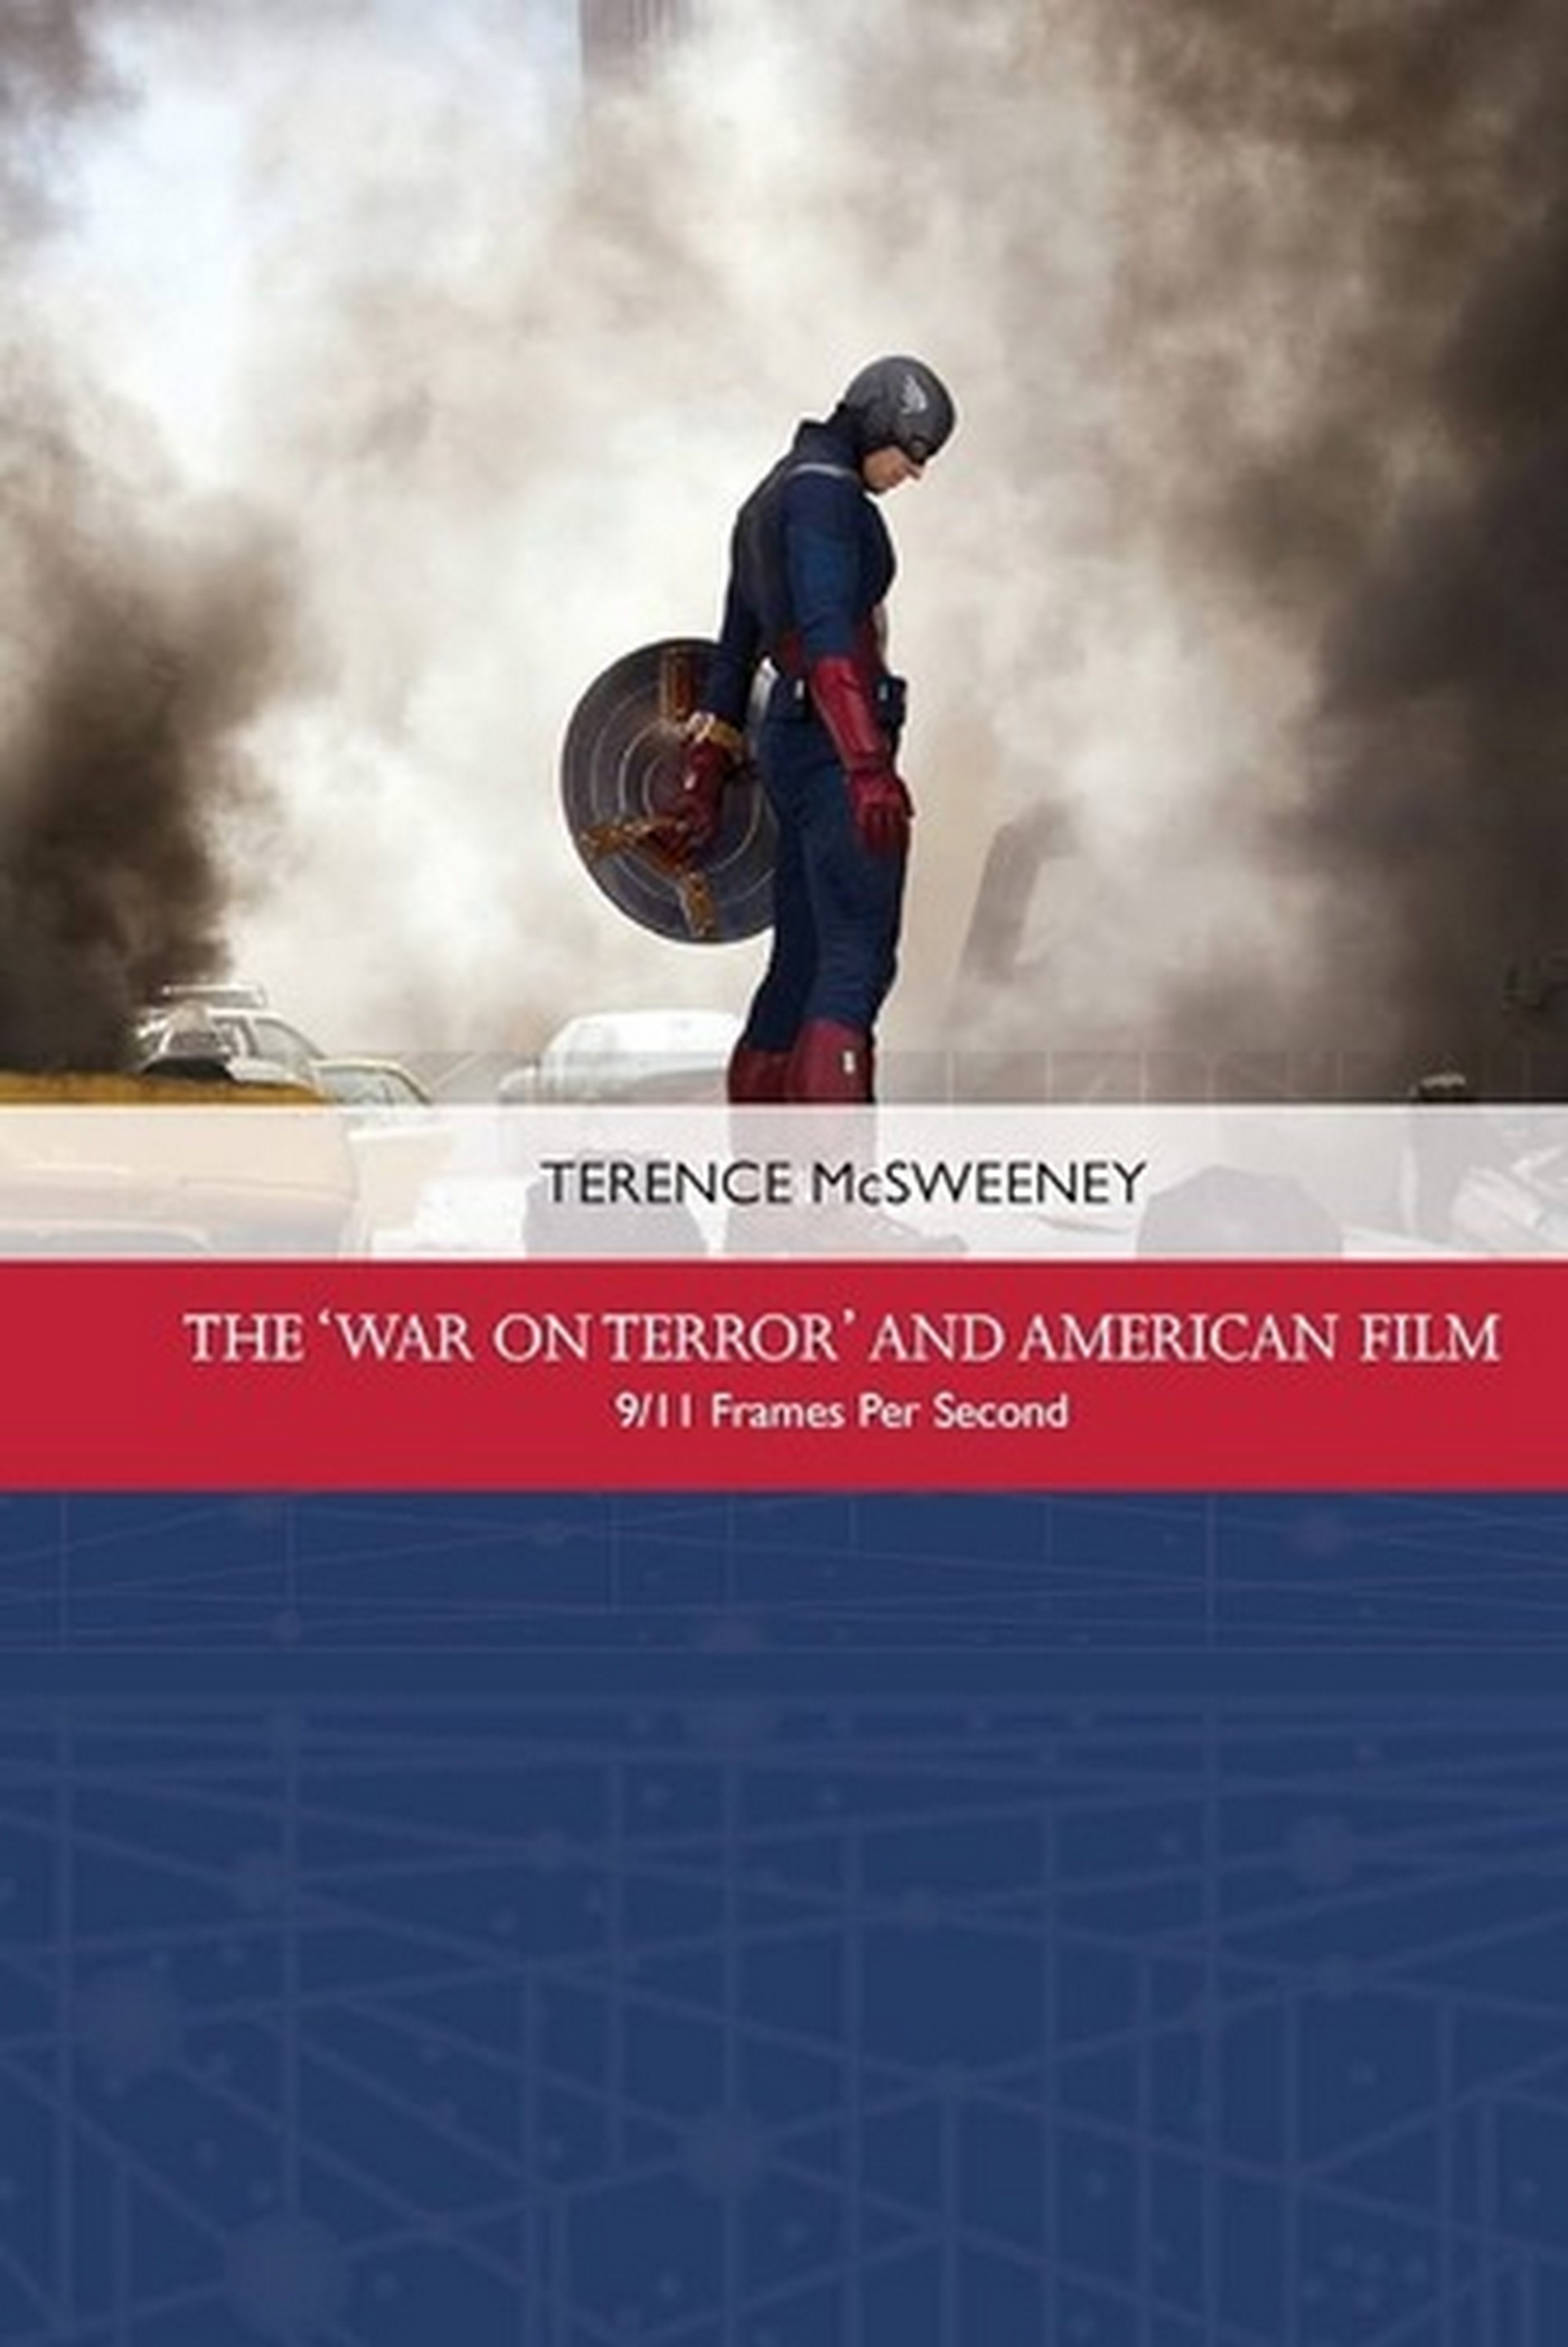 TERENCE McSWEENEY
THE ‘WAR ON TERROR’ AND AMERICAN FILM
9/11 Frames Per Second